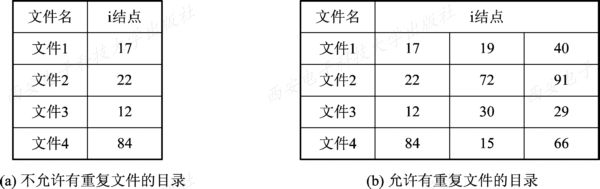 文件名 i结点
文件1 17
文件2 22
文件3 12
文件4 84
(a) 不允许有重复文件的目录
文件名 i结点
文件1 17 19 40
文件2 22 72 91
文件3 12 30 29
文件4 84 15 66
(b) 允许有重复文件的目录